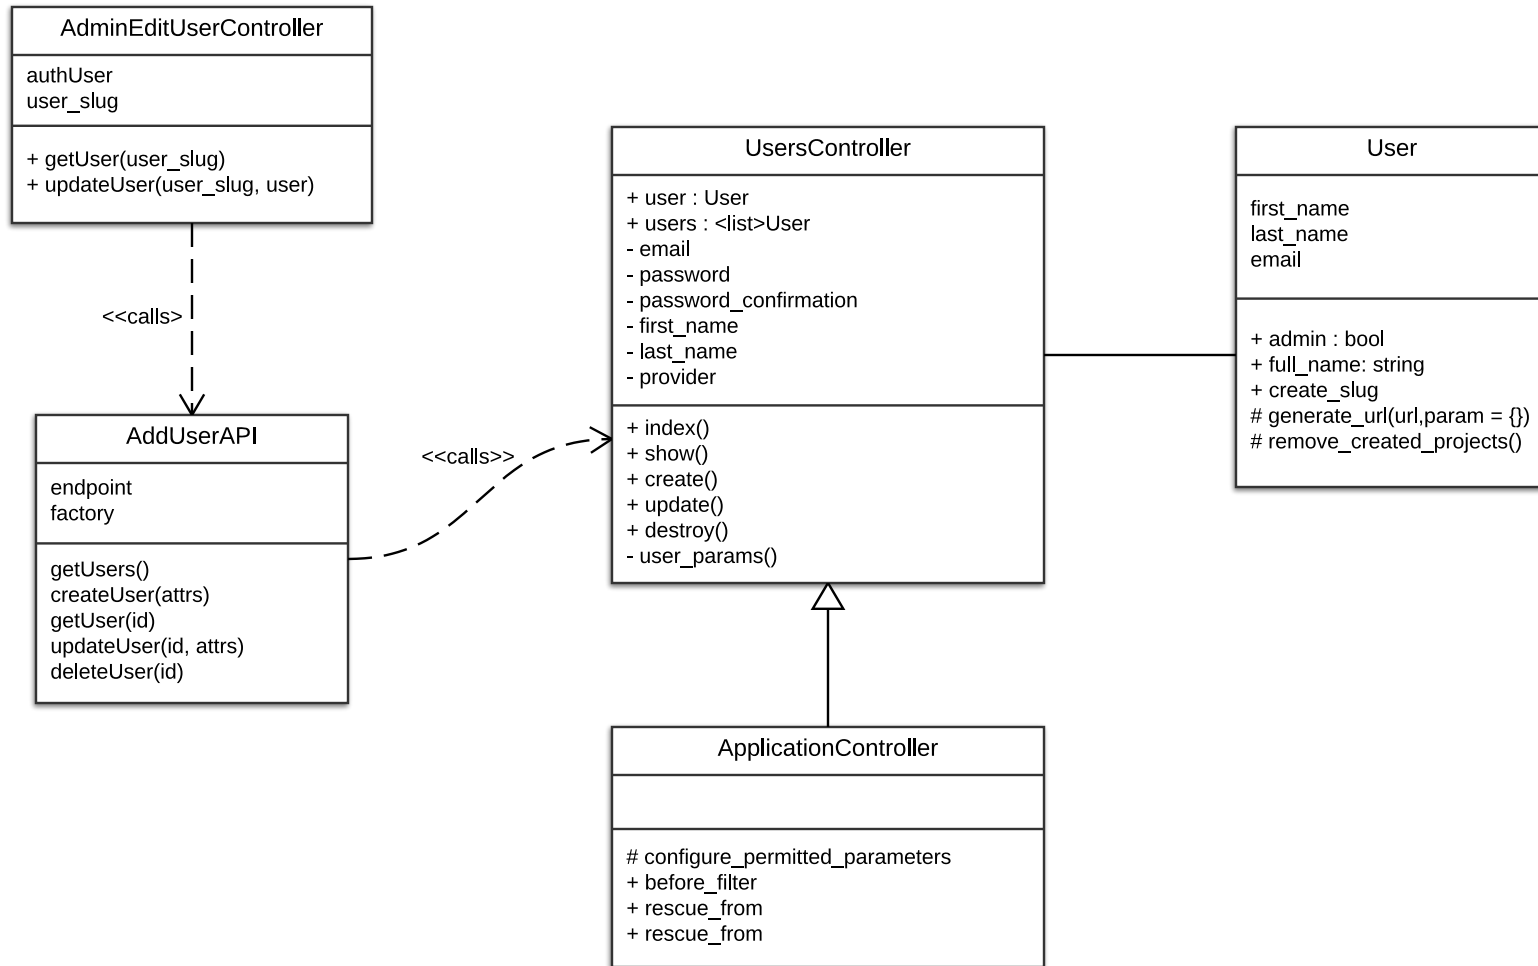 AdminEditUserController
authUser
user_slug
+ getUser(user_slug)
+ updateUser(user_slug, user)
<<calls>
AddUserAPI
endpoint
factory
getUsers()
createUser(attrs)
getUser(id)
updateUser(id, attrs)
deleteUser(id)
<<calls>>
UsersController
+ user : User
+ users : <list>User
- email
- password
- password_confirmation
- first_name
- last_name
- provider
+ index()
+ show()
+ create()
+ update()
+ destroy()
- user_params()
User
first_name
last_name
email
+ admin : bool
+ full_name: string
+ create_slug
# generate_url(url,param = {})
# remove_created_projects()
ApplicationController
# configure_permitted_parameters
+ before_filter
+ rescue_from
+ rescue_from